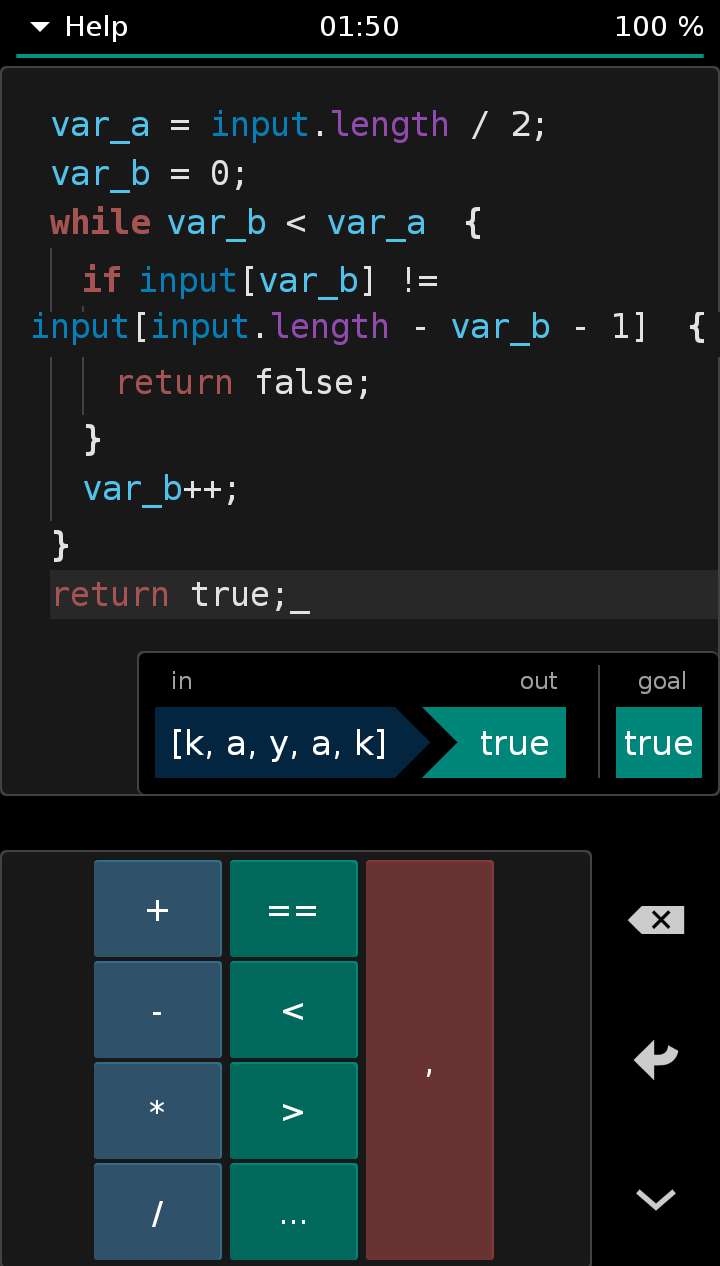 Help 01:50 100 %
var_a = input.length / 2;
var_b = 0;
while var_b < var_a {
if input[var_b] !=
input[input.length - var_b - 1] {
return false;
}
var_b++;
}
return true;_
in out goal
[k, a, y, a, k] true true
+ ==
- <
* > ,
/ ...